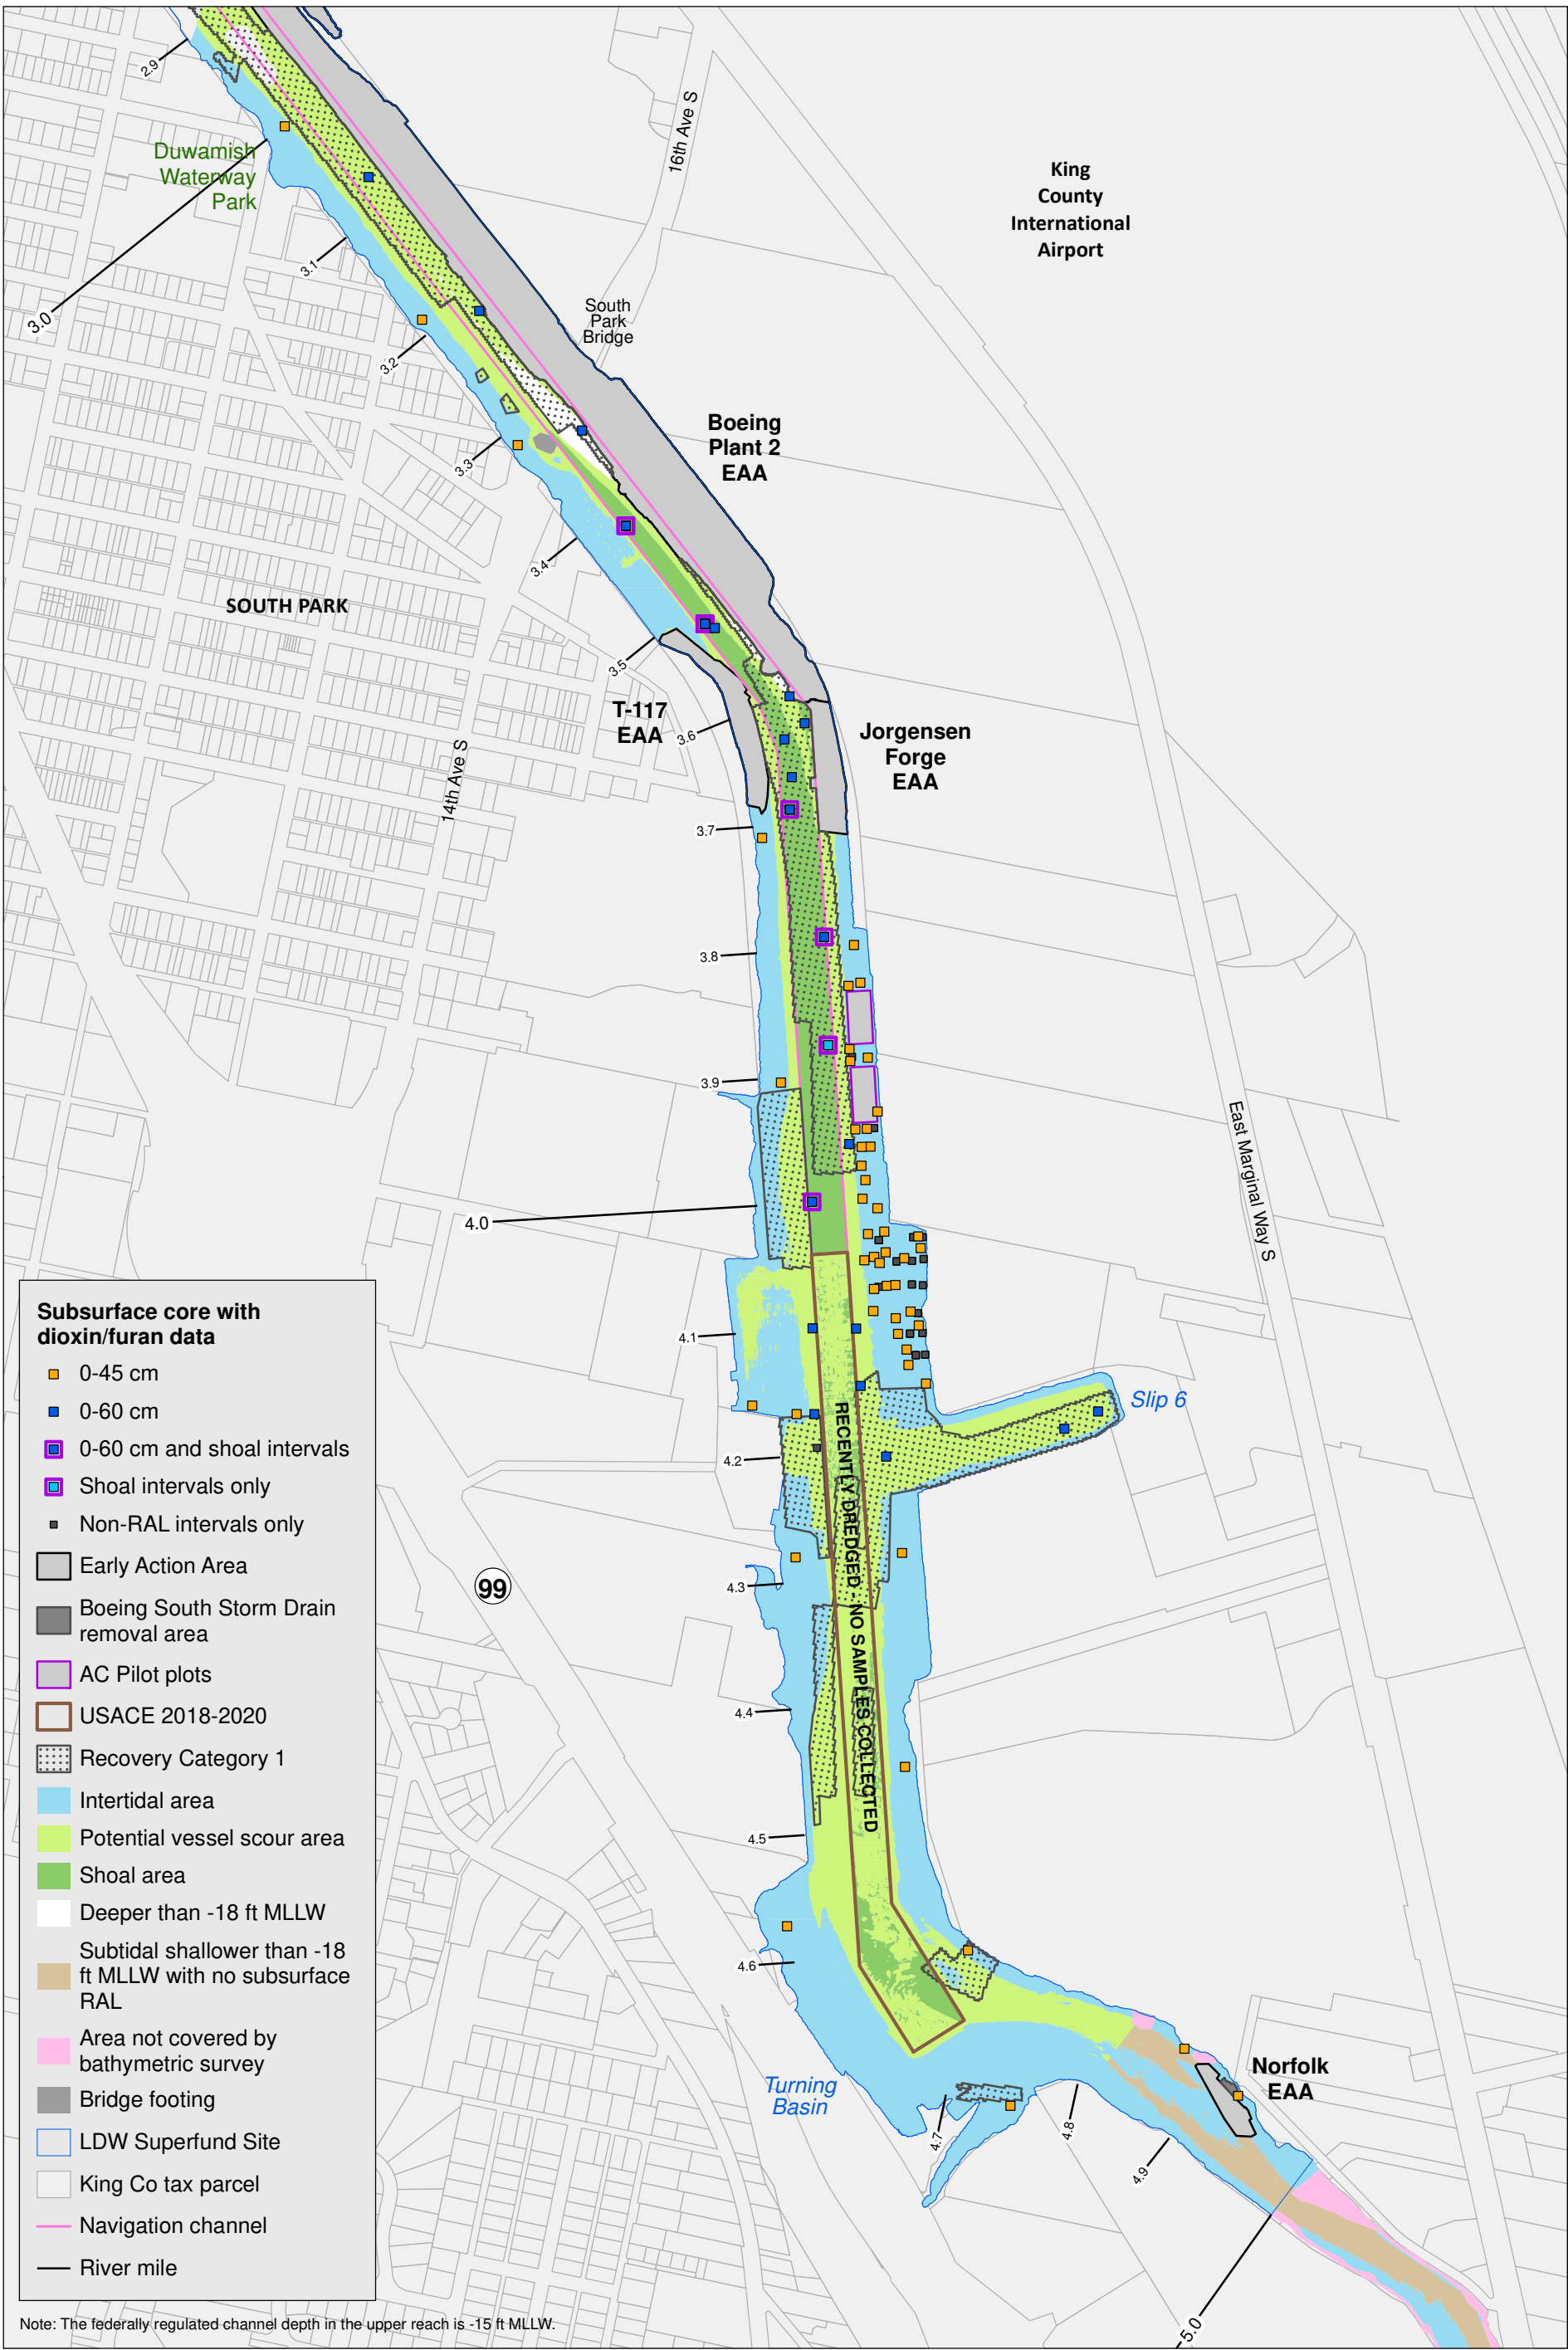 2.9
Duwamish
Waterway
Park
3.0
3.1
3.2
3.3
3.4
3.5
16th Ave S
King
County
International
Airport
South
Park
Bridge
Boeing
Plant 2
EAA
SOUTH PARK
T-117
EAA
3.6
Jorgensen
Forge
EAA
14th Ave S
3.7
3.8
3.9
4.0
East Marginal Way S
4.1
Slip 6
4.2
RECENTLY DREDGED - NO SAMPLES COLLECTED
99
4.3
4.4
4.5
4.6
Turning
Basin
4.7
4.8
4.9
Norfolk
EAA
5.0
Subsurface core with
dioxin/furan data
0-45 cm
0-60 cm
0-60 cm and shoal intervals
Shoal intervals only
Non-RAL intervals only
Early Action Area
Boeing South Storm Drain
removal area
AC Pilot plots
USACE 2018-2020
Recovery Category 1
Intertidal area
Potential vessel scour area
Shoal area
Deeper than -18 ft MLLW
Subtidal shallower than -18
ft MLLW with no subsurface
RAL
Area not covered by
bathymetric survey
Bridge footing
LDW Superfund Site
King Co tax parcel
Navigation channel
River mile
Note: The federally regulated channel depth in the upper reach is -15 ft MLLW.